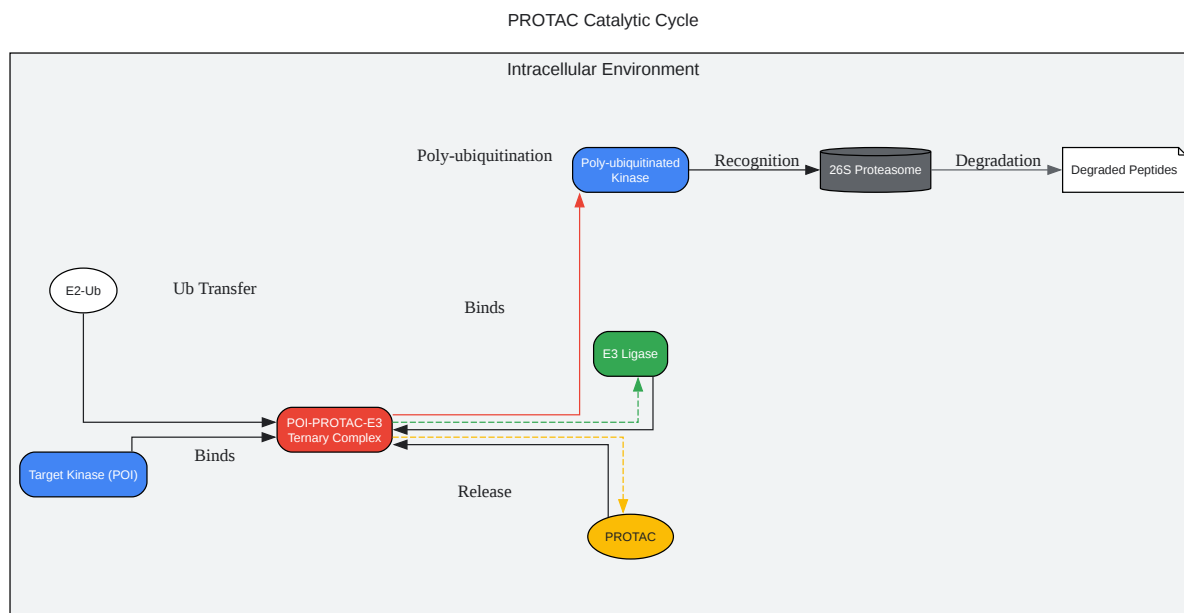 PROTAC Catalytic Cycle
Intracellular Environment
Poly-ubiquitination
Poly-ubiquitinated
Kinase
Recognition
26S Proteasome
Degradation
Degraded Peptides
E2-Ub
Ub Transfer
Binds
E3 Ligase
POI-PROTAC-E3
Ternary Complex
Binds
Target Kinase (POI)
Release
PROTAC